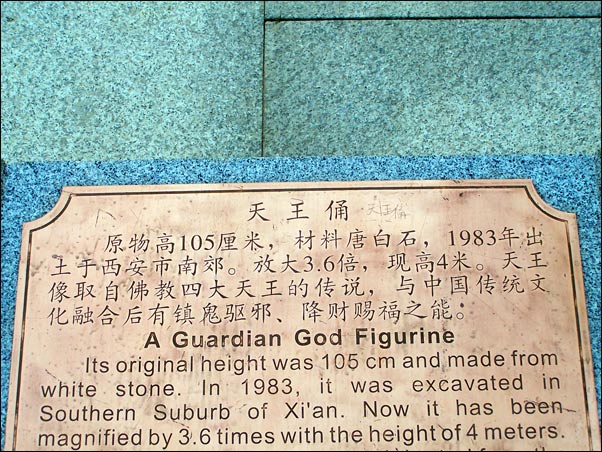 天王俑 天王俑
原物高105厘米，材料唐白石，1983年出
土于西安市南郊。放大3.6倍，现高4米。天王
像取自佛教四大天王的传说，与中国传统文
化融合后有镇鬼驱邪、降财赐福之能。
A Guardian God Figurine
Its original height was 105 cm and made from
white stone. In 1983, it was excavated in
Southern Suburb of Xi'an. Now it has been
magnified by 3.6 times with the height of 4 meters.